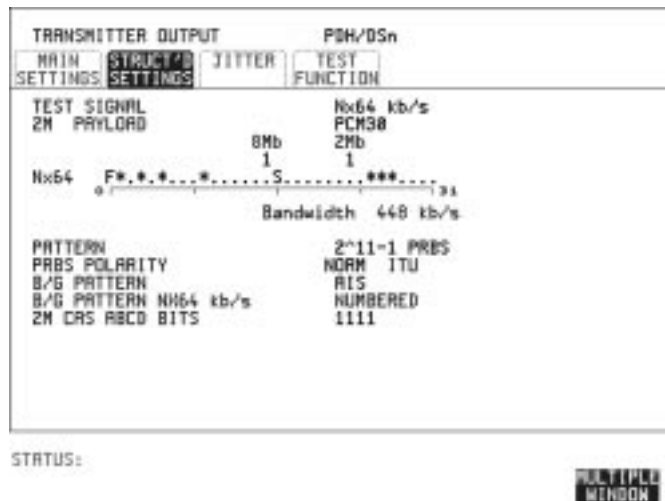 TRANSMITTER OUTPUT PDH/DSn
MAIN SETTINGS STRUCT'D SETTINGS JITTER TEST FUNCTION
TEST SIGNAL Nx64 kb/s
2M PAYLOAD PCM30
8Mb 2Mb
1 1
Nx64 F*.*.*...*......S........***....
0 31
Bandwidth 448 kb/s
PATTERN 2^11-1 PRBS
PRBS POLARITY NORM ITU
B/G PATTERN AIS
B/G PATTERN NX64 kb/s NUMBERED
2M CAS ABCD BITS 1111
STATUS:
MULTIPLE
WINDOW